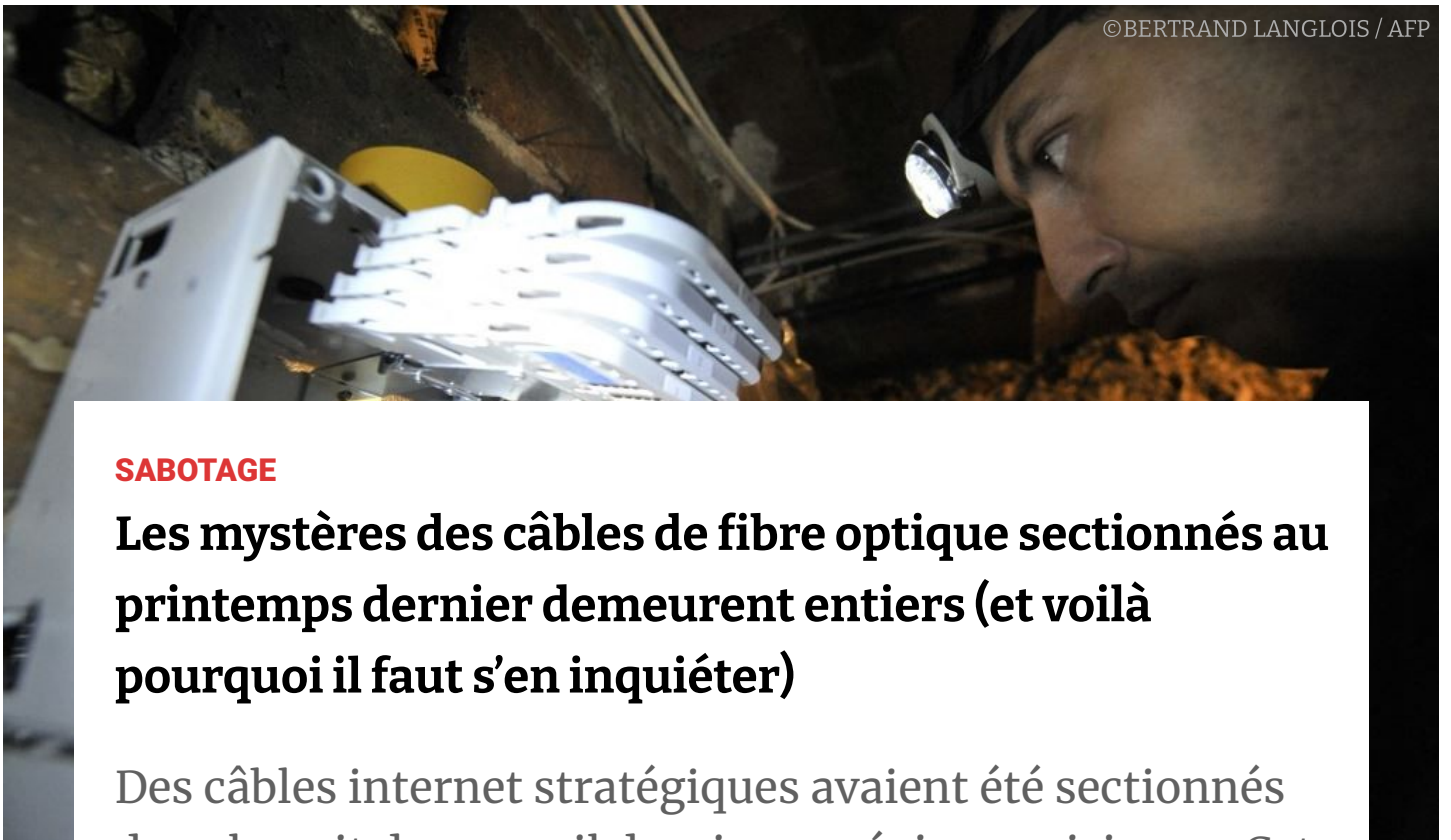 ©BERTRAND LANGLOIS / AFP
SABOTAGE
Les mystères des câbles de fibre optique sectionnés au
printemps dernier demeurent entiers (et voilà
pourquoi il faut s’en inquiéter)
Des câbles internet stratégiques avaient été sectionnés